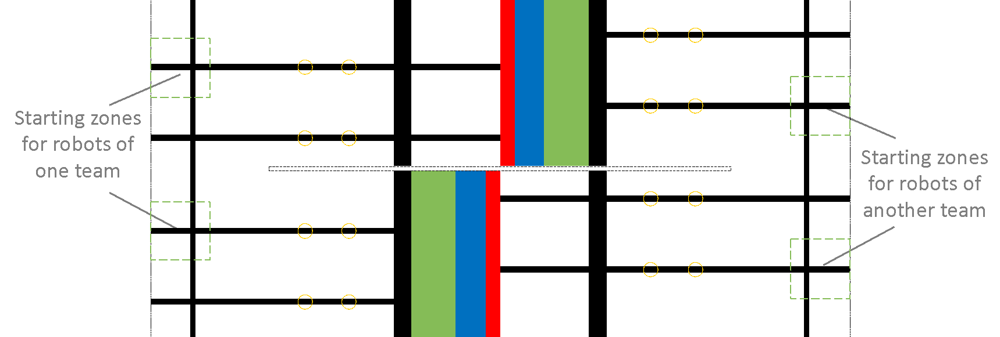 Starting zones
for robots of
one team
Starting zones
for robots of
another team